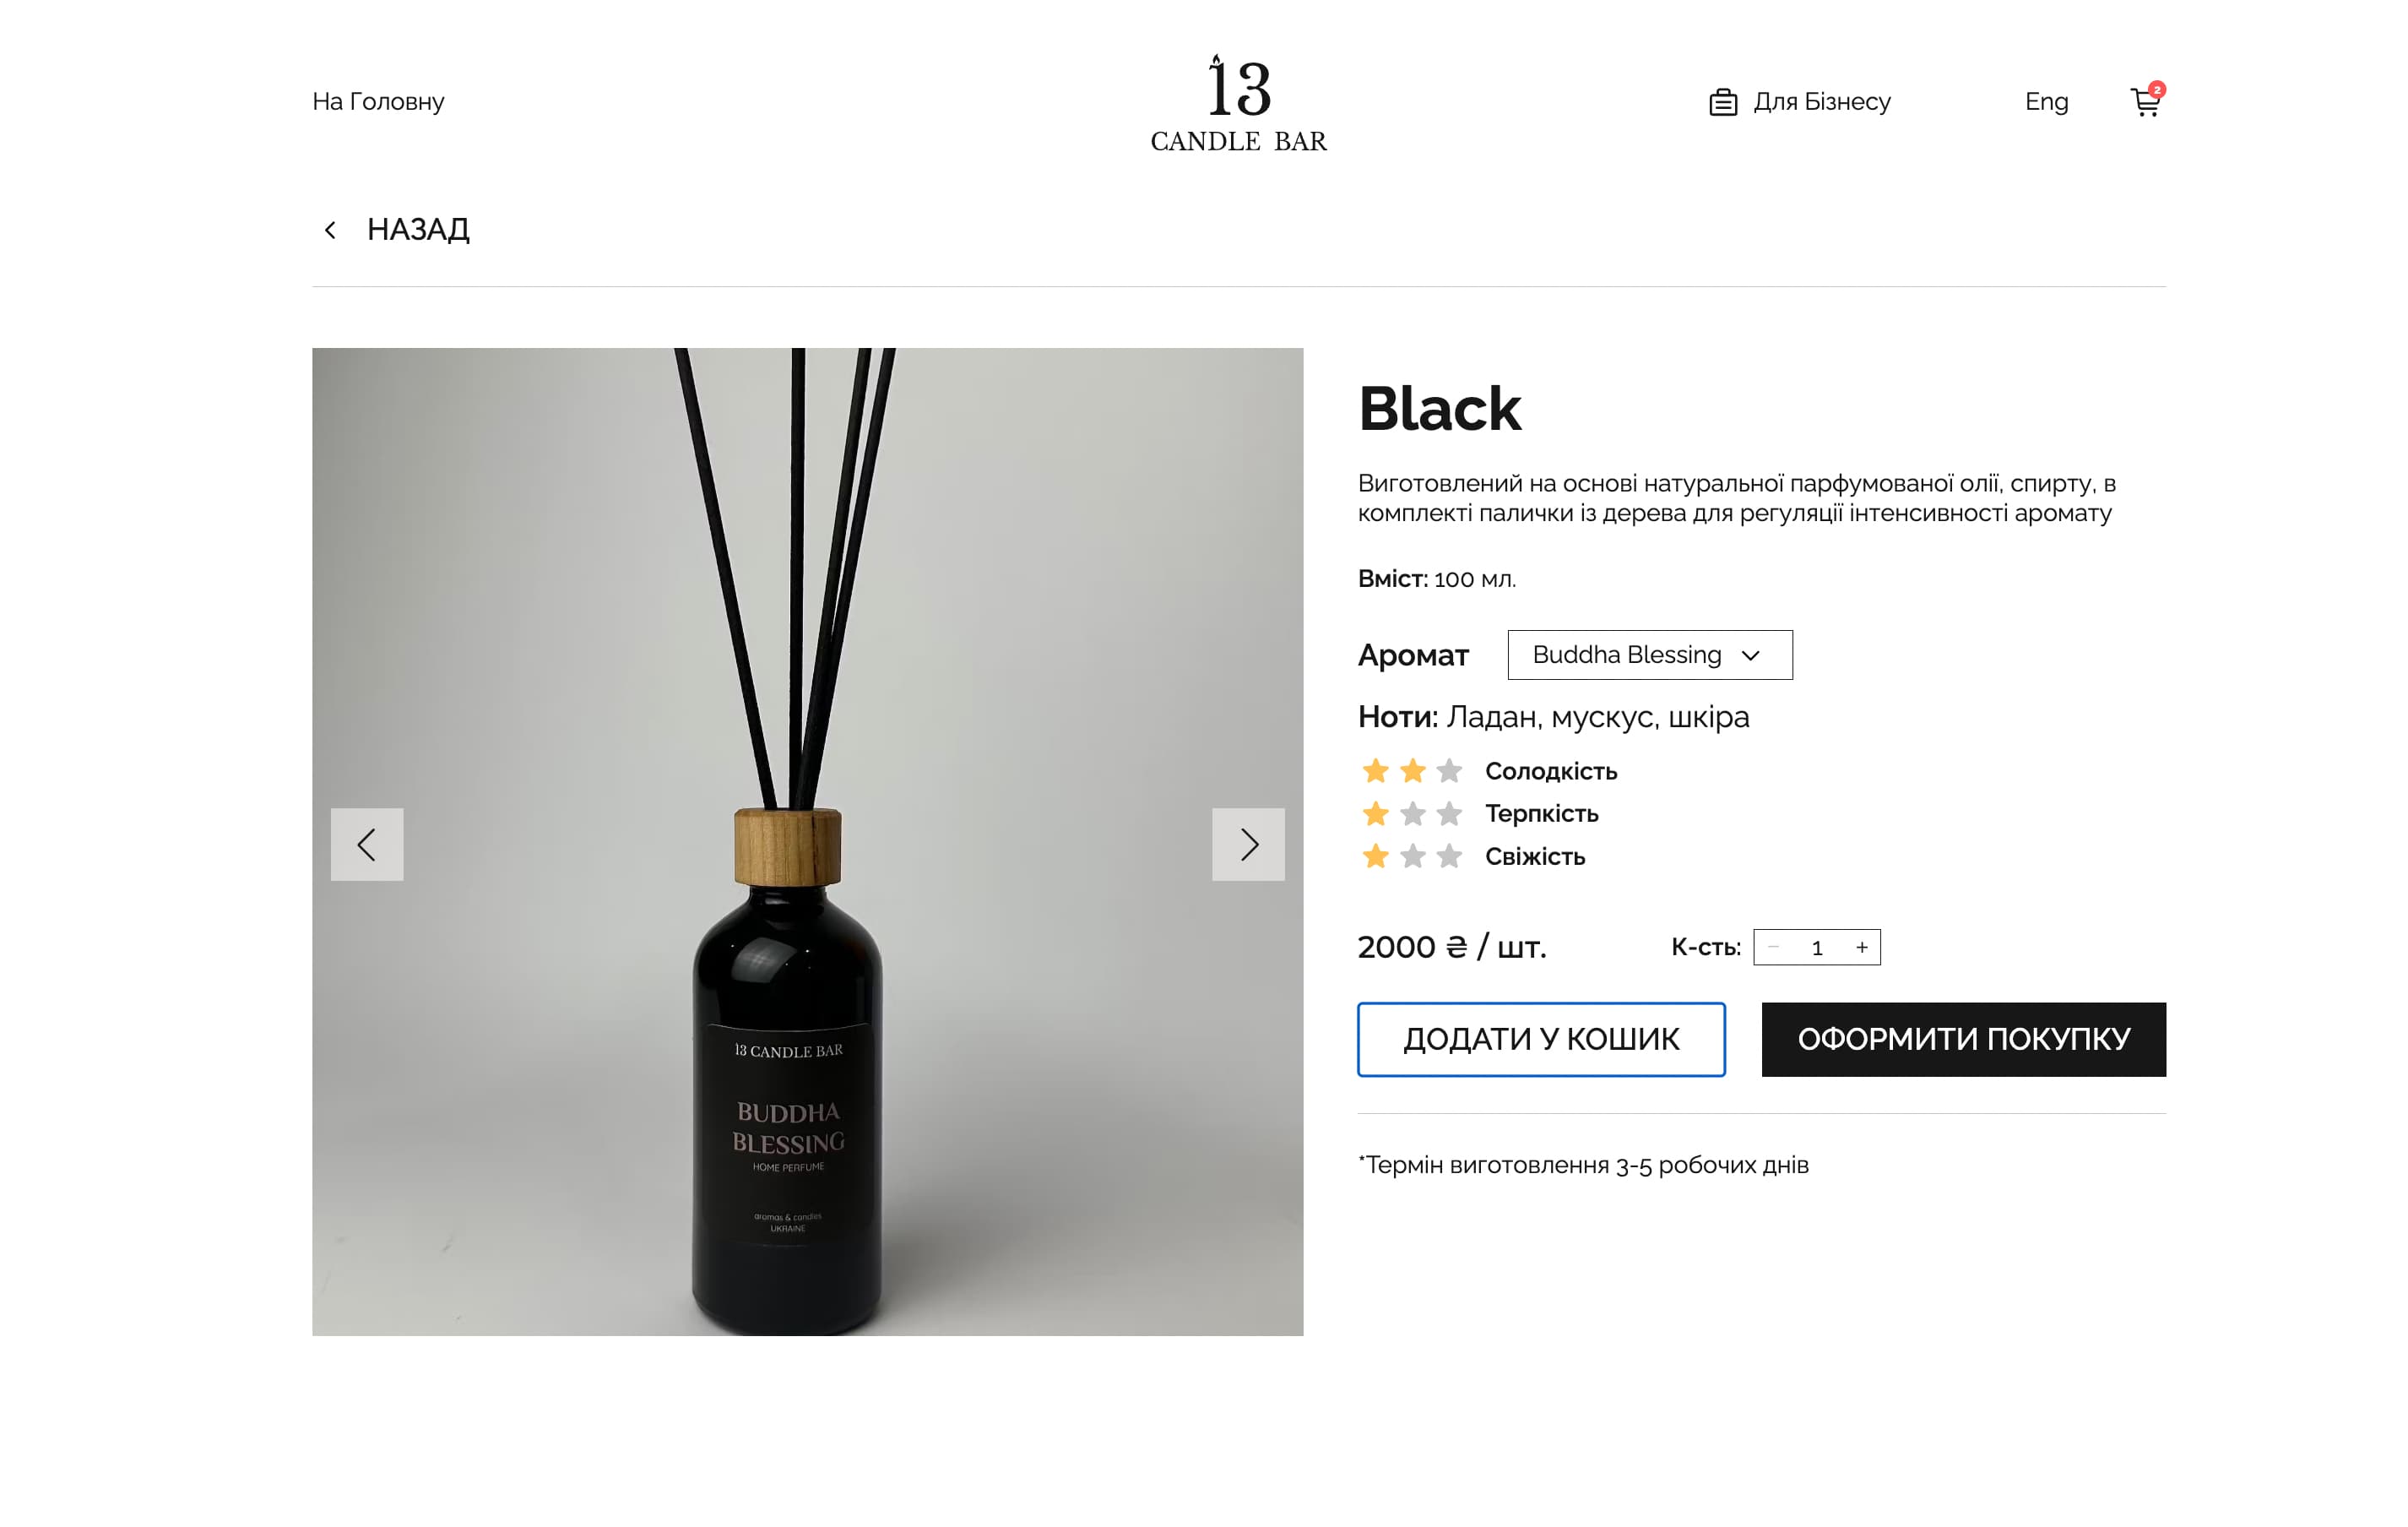 На Головну
13
CANDLE BAR
Для Бізнесу
Eng
2
НАЗАД
Black
Виготовлений на основі натуральної парфумованої олії, спирту, в
комплекті палички із дерева для регуляції інтенсивності аромату
Вміст: 100 мл.
Аромат
Buddha Blessing
Ноти: Ладан, мускус, шкіра
Солодкість
Терпкість
Свіжість
2000 ₴ / шт.
К-сть:
− 1 +
ДОДАТИ У КОШИК
ОФОРМИТИ ПОКУПКУ
*Термін виготовлення 3-5 робочих днів
13 CANDLE BAR
BUDDHA
BLESSING
HOME PERFUME
aromas & candles
UKRAINE